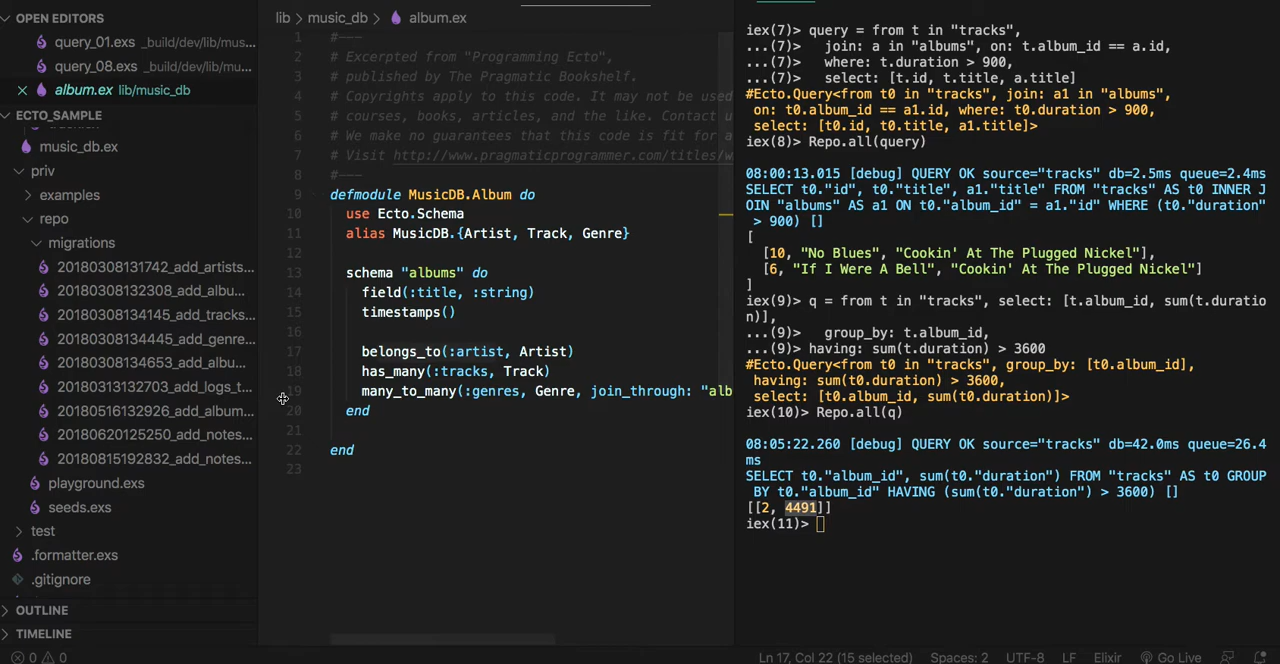 OPEN EDITORS
query_01.exs _build/dev/lib/mus...
query_08.exs _build/dev/lib/mu...
album.ex lib/music_db
ECTO_SAMPLE
music_db.ex
priv
examples
repo
migrations
20180308131742_add_artists...
20180308132308_add_albu...
20180308134145_add_tracks...
20180308134445_add_genre...
20180308134653_add_albu...
20180313132703_add_logs_t...
20180516132926_add_album...
20180620125250_add_notes...
20180815192832_add_notes...
playground.exs
seeds.exs
test
.formatter.exs
.gitignore
OUTLINE
TIMELINE
0 0
lib > music_db > album.ex
1 #---
2 # Excerpted from "Programming Ecto",
3 # published by The Pragmatic Bookshelf.
4 # Copyrights apply to this code. It may not be used
5 # courses, books, articles, and the like. Contact u
6 # We make no guarantees that this code is fit for a
7 # Visit http://www.pragmaticprogrammer.com/titles/w
8 #---
9 defmodule MusicDB.Album do
10 use Ecto.Schema
11 alias MusicDB.{Artist, Track, Genre}
12
13 schema "albums" do
14 field(:title, :string)
15 timestamps()
16
17 belongs_to(:artist, Artist)
18 has_many(:tracks, Track)
19 many_to_many(:genres, Genre, join_through: "alb
20 end
21
22 end
23
iex(7)> query = from t in "tracks",
...(7)> join: a in "albums", on: t.album_id == a.id,
...(7)> where: t.duration > 900,
...(7)> select: [t.id, t.title, a.title]
#Ecto.Query<from t0 in "tracks", join: a1 in "albums",
on: t0.album_id == a1.id, where: t0.duration > 900,
select: [t0.id, t0.title, a1.title]>
iex(8)> Repo.all(query)
08:00:13.015 [debug] QUERY OK source="tracks" db=2.5ms queue=2.4ms
SELECT t0."id", t0."title", a1."title" FROM "tracks" AS t0 INNER J
OIN "albums" AS a1 ON t0."album_id" = a1."id" WHERE (t0."duration"
> 900) []
[
[10, "No Blues", "Cookin' At The Plugged Nickel"],
[6, "If I Were A Bell", "Cookin' At The Plugged Nickel"]
]
iex(9)> q = from t in "tracks", select: [t.album_id, sum(t.duratio
n)],
...(9)> group_by: t.album_id,
...(9)> having: sum(t.duration) > 3600
#Ecto.Query<from t0 in "tracks", group_by: [t0.album_id],
having: sum(t0.duration) > 3600,
select: [t0.album_id, sum(t0.duration)]>
iex(10)> Repo.all(q)
08:05:22.260 [debug] QUERY OK source="tracks" db=42.0ms queue=26.4
ms
SELECT t0."album_id", sum(t0."duration") FROM "tracks" AS t0 GROUP
BY t0."album_id" HAVING (sum(t0."duration") > 3600) []
[[2, 4491]]
iex(11)>
Ln 17, Col 22 (15 selected) Spaces: 2 UTF-8 LF Elixir Go Live